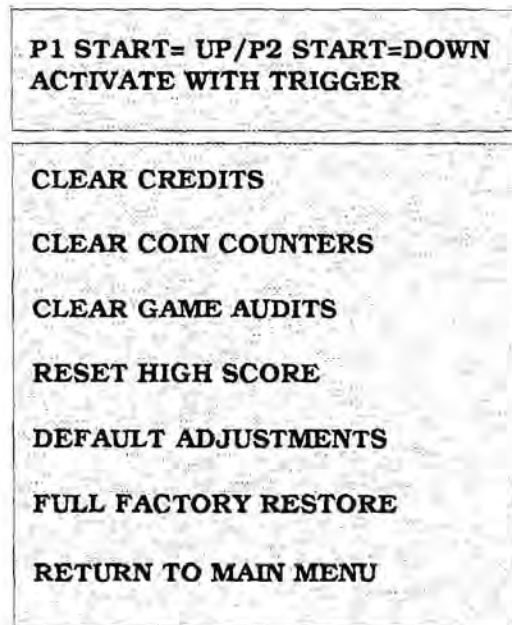 P1 START= UP/P2 START=DOWN
ACTIVATE WITH TRIGGER
CLEAR CREDITS
CLEAR COIN COUNTERS
CLEAR GAME AUDITS
RESET HIGH SCORE
DEFAULT ADJUSTMENTS
FULL FACTORY RESTORE
RETURN TO MAIN MENU